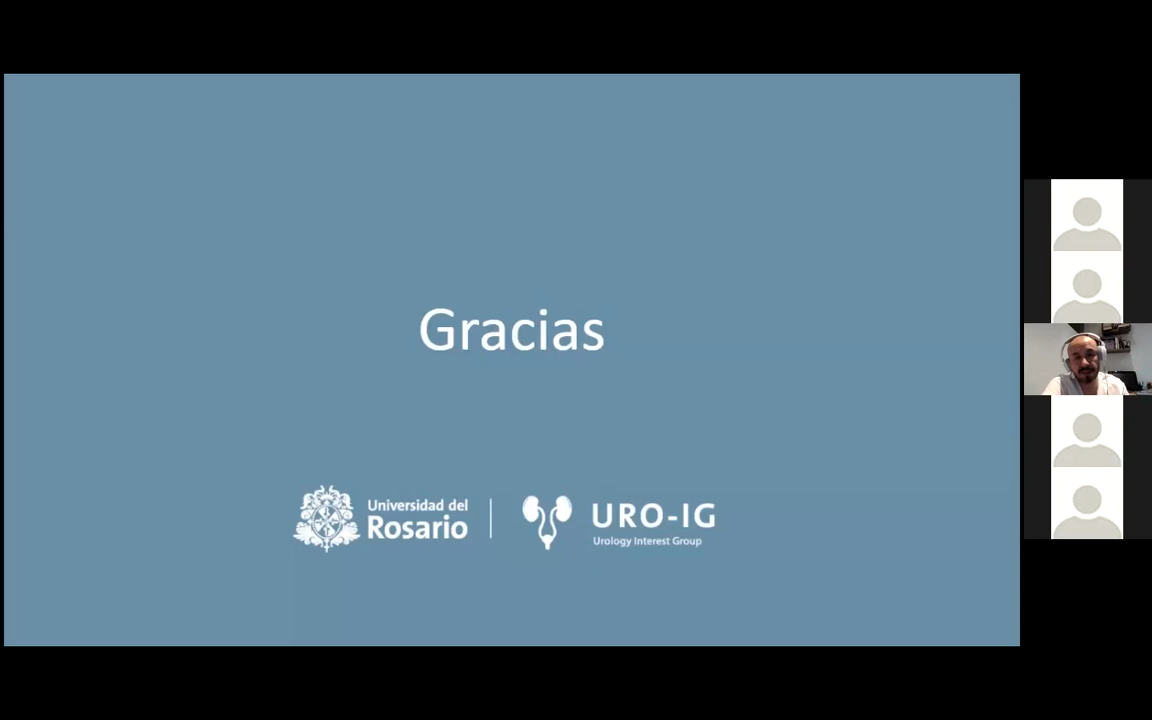 Gracias
Universidad del
Rosario
URO-IG
Urology Interest Group